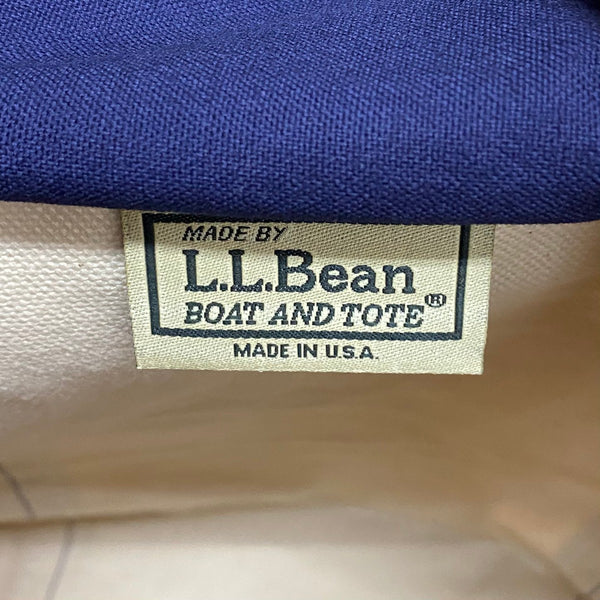 MADE BY
L.L.Bean
BOAT AND TOTE®
MADE IN U.S.A.